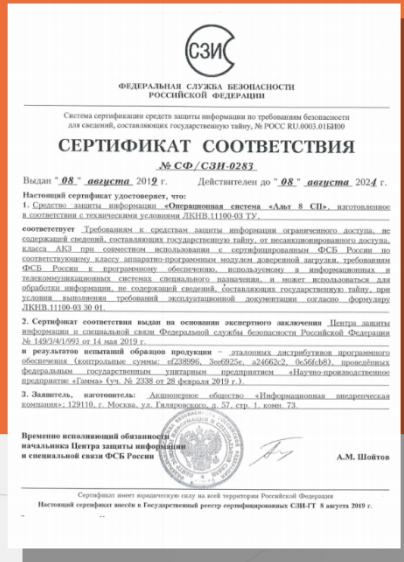 СЗИ
ФЕДЕРАЛЬНАЯ СЛУЖБА БЕЗОПАСНОСТИ
РОССИЙСКОЙ ФЕДЕРАЦИИ
Система сертификации средств защиты информации по требованиям безопасности
для сведений, составляющих государственную тайну, № РОСС RU.0003.01БИ00
СЕРТИФИКАТ СООТВЕТСТВИЯ
№ СФ/СЗИ-0283
Выдан "08" августа 2019 г. Действителен до "08" августа 2024 г.
Настоящий сертификат удостоверяет, что:
1. Средство защиты информации «Операционная система «Альт 8 СП», изготовленное
в соответствии с техническими условиями ЛКНВ.11100-03 ТУ,
соответствует Требованиям к средствам защиты информации ограниченного доступа, не
содержащей сведений, составляющих государственную тайну, от несанкционированного доступа,
класса АК3 при совместном использовании с сертифицированным ФСБ России по
соответствующему классу аппаратно-программным модулем доверенной загрузки, требованиям
ФСБ России к программному обеспечению, используемому в информационных и
телекоммуникационных системах специального назначения, и может использоваться для
обработки информации, не содержащей сведений, составляющих государственную тайну, при
условии выполнения требований эксплуатационной документации согласно формуляру
ЛКНВ.11100-03 30 01.
2. Сертификат соответствия выдан на основании экспертного заключения Центра защиты
информации и специальной связи Федеральной службы безопасности Российской Федерации
№ 149/3/4/1/993 от 14 мая 2019 г.
и результатов испытаний образцов продукции – эталонных дистрибутивов программного
обеспечения (контрольные суммы: ef238996, 3ee6925e, a24662c2, 0c56fcb8), проведённых
федеральным государственным унитарным предприятием «Научно-производственное
предприятие «Гамма» (уч. № 2338 от 28 февраля 2019 г.).
3. Заявитель, изготовитель: Акционерное общество «Информационная внедренческая
компания»; 129110, г. Москва, ул. Гиляровского, д. 57, стр. 1, комн. 73.
Временно исполняющий обязанности
начальника Центра защиты информации
и специальной связи ФСБ России А.М. Шойтов
Сертификат имеет юридическую силу на всей территории Российской Федерации
Настоящий сертификат внесён в Государственный реестр сертифицированных СЗИ-ГТ 8 августа 2019 г.